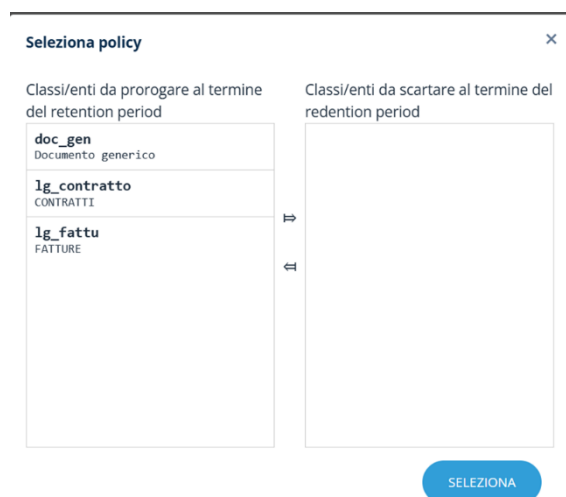 Seleziona policy
×
Classi/enti da prorogare al termine
del retention period
doc_gen
Documento generico
lg_contratto
CONTRATTI
lg_fattu
FATTURE
Classi/enti da scartare al termine del
redention period
SELEZIONA